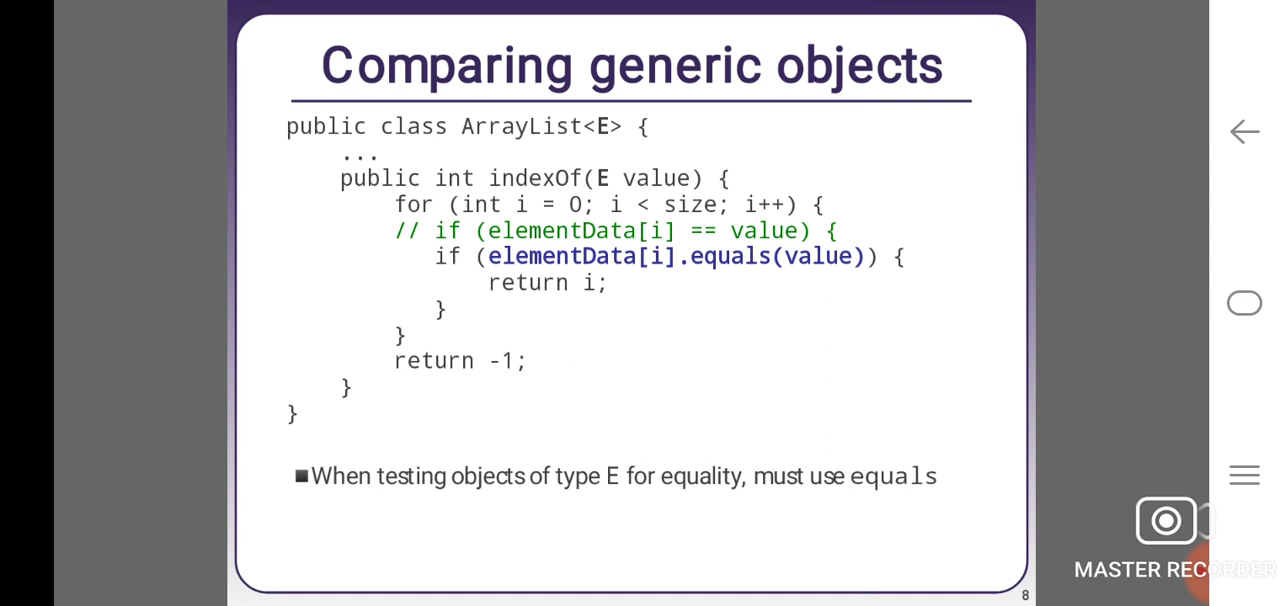 Comparing generic objects
public class ArrayList<E> {
    ...
    public int indexOf(E value) {
        for (int i = 0; i < size; i++) {
        // if (elementData[i] == value) {
           if (elementData[i].equals(value)) {
               return i;
           }
        }
        return -1;
    }
}
■When testing objects of type E for equality, must use equals
8
MASTER RECORDER